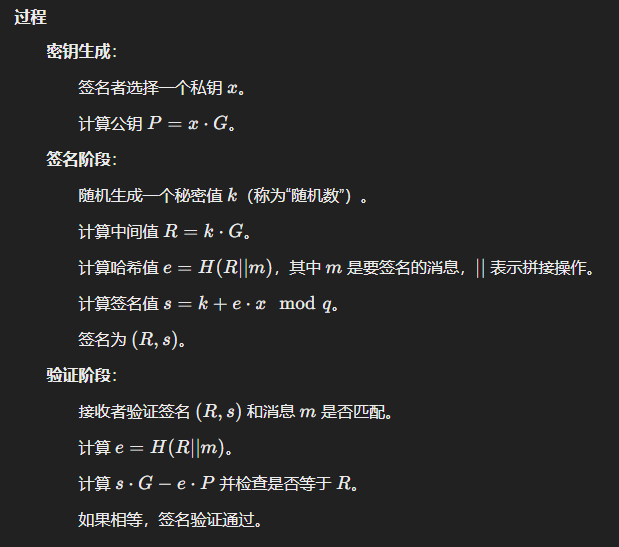 过程
密钥生成：
签名者选择一个私钥 x。
计算公钥 P = x · G。
签名阶段：
随机生成一个秘密值 k（称为“随机数”）。
计算中间值 R = k · G。
计算哈希值 e = H(R||m)，其中 m 是要签名的消息，|| 表示拼接操作。
计算签名值 s = k + e · x mod q。
签名为 (R, s)。
验证阶段：
接收者验证签名 (R, s) 和消息 m 是否匹配。
计算 e = H(R||m)。
计算 s · G − e · P 并检查是否等于 R。
如果相等，签名验证通过。